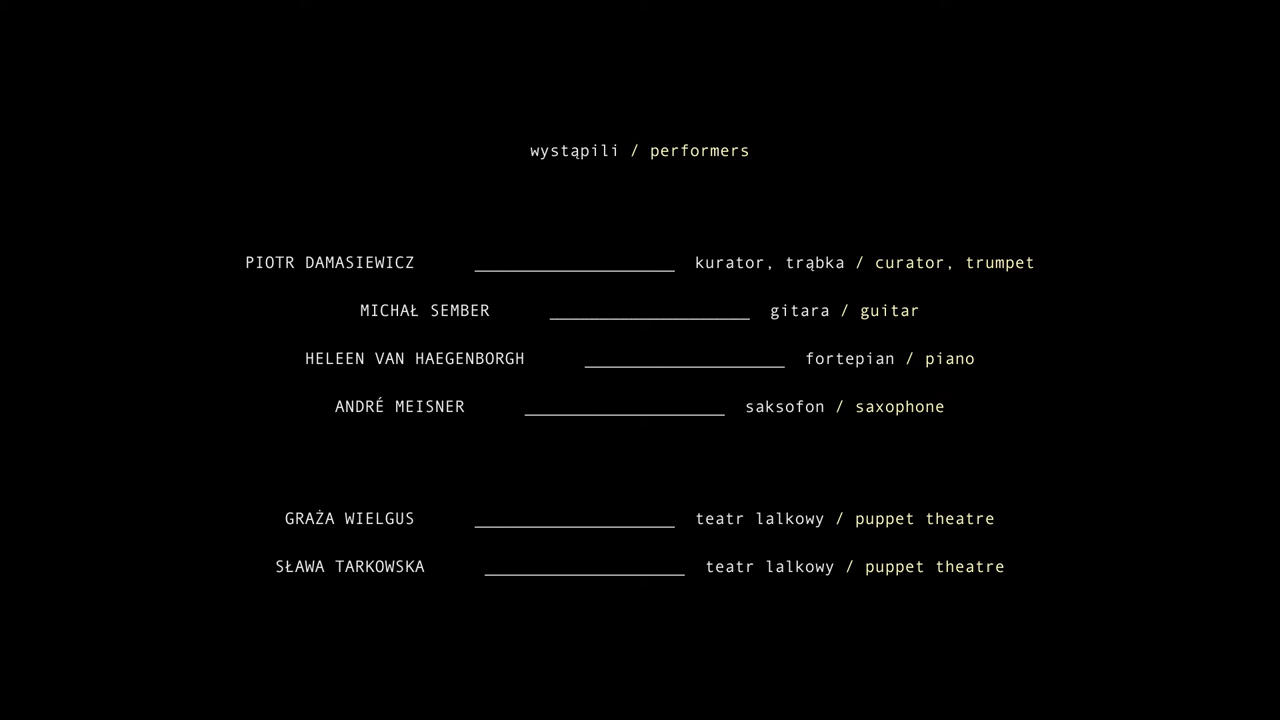 wystąpili / performers
PIOTR DAMASIEWICZ ____________________ kurator, trąbka / curator, trumpet
MICHAŁ SEMBER ____________________ gitara / guitar
HELEEN VAN HAEGENBORGH ____________________ fortepian / piano
ANDRÉ MEISNER ____________________ saksofon / saxophone
GRAŻA WIELGUS ____________________ teatr lalkowy / puppet theatre
SŁAWA TARKOWSKA ____________________ teatr lalkowy / puppet theatre